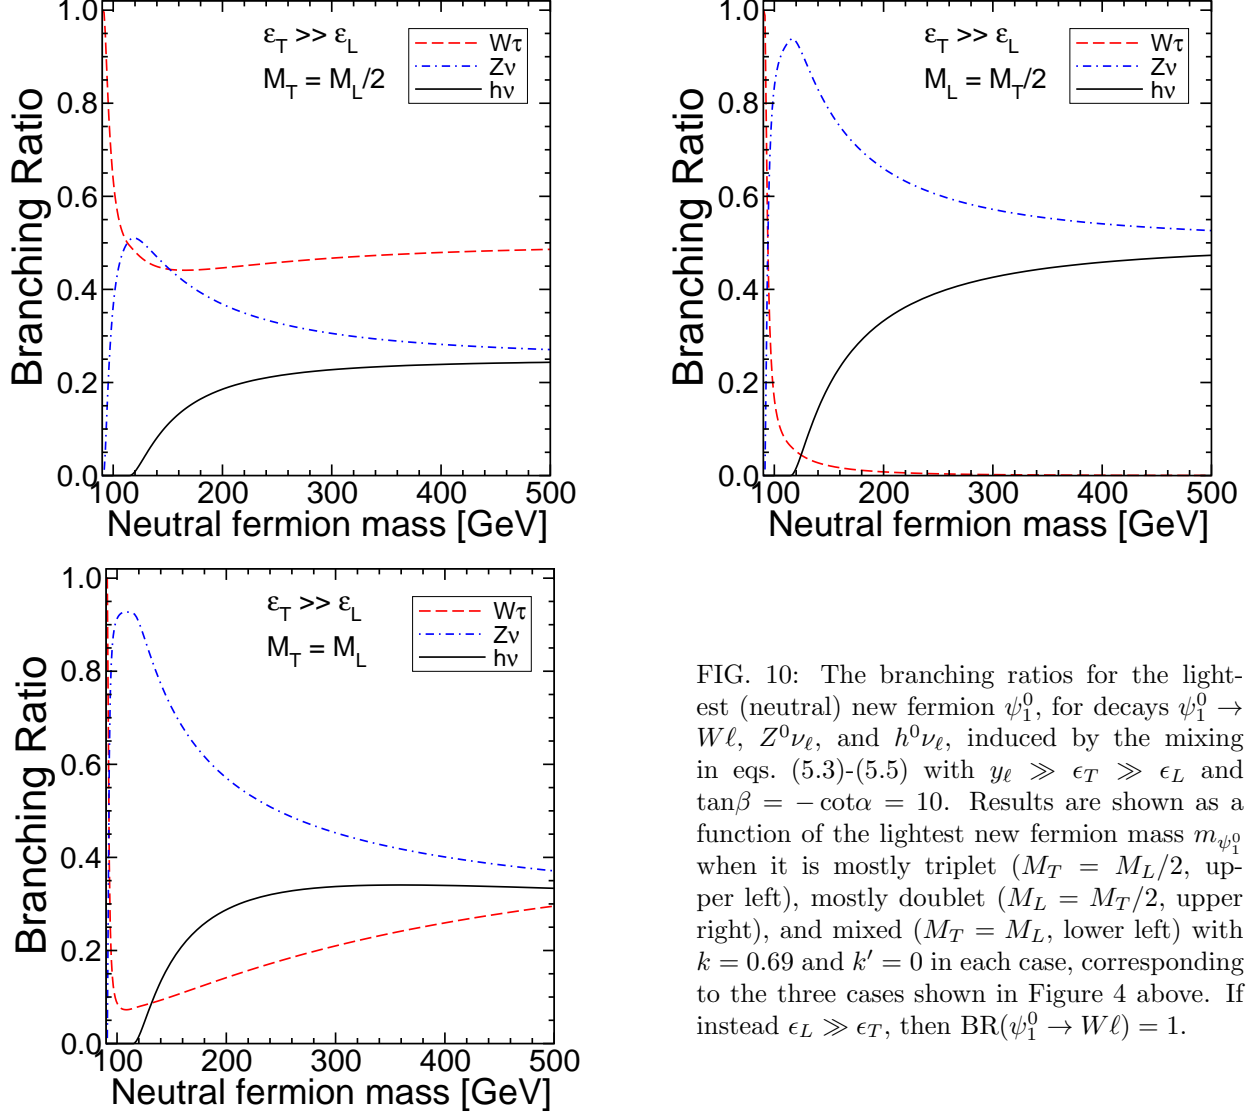 1.0
0.8
0.6
0.4
0.2
0.0
Branching Ratio
ε_T >> ε_L
M_T = M_L/2
Wτ
Zν
hν
100 200 300 400 500
Neutral fermion mass [GeV]
1.0
0.8
0.6
0.4
0.2
0.0
Branching Ratio
ε_T >> ε_L
M_L = M_T/2
Wτ
Zν
hν
100 200 300 400 500
Neutral fermion mass [GeV]
1.0
0.8
0.6
0.4
0.2
0.0
Branching Ratio
ε_T >> ε_L
M_T = M_L
Wτ
Zν
hν
100 200 300 400 500
Neutral fermion mass [GeV]
FIG. 10: The branching ratios for the light-
est (neutral) new fermion ψ_1^0, for decays ψ_1^0 →
Wℓ, Z^0ν_ℓ, and h^0ν_ℓ, induced by the mixing
in eqs. (5.3)-(5.5) with y_ℓ ≫ ϵ_T ≫ ϵ_L and
tanβ = − cotα = 10. Results are shown as a
function of the lightest new fermion mass m_{ψ_1^0}
when it is mostly triplet (M_T = M_L/2, up-
per left), mostly doublet (M_L = M_T/2, upper
right), and mixed (M_T = M_L, lower left) with
k = 0.69 and k′ = 0 in each case, corresponding
to the three cases shown in Figure 4 above. If
instead ϵ_L ≫ ϵ_T, then BR(ψ_1^0 → Wℓ) = 1.